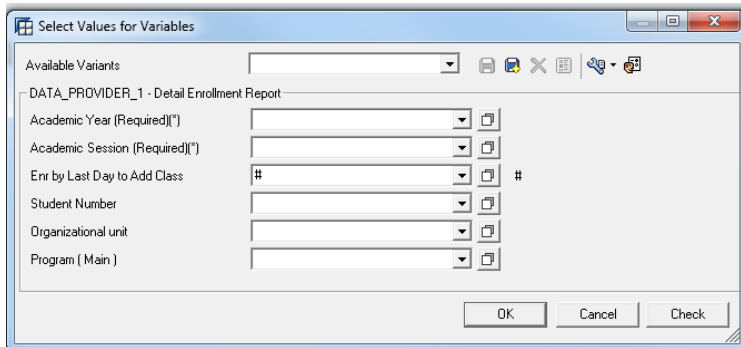 Select Values for Variables
Available Variants
DATA_PROVIDER_1 - Detail Enrollment Report
Academic Year (Required)(*)
Academic Session (Required)(*)
Enr by Last Day to Add Class # #
Student Number
Organizational unit
Program ( Main )
OK Cancel Check